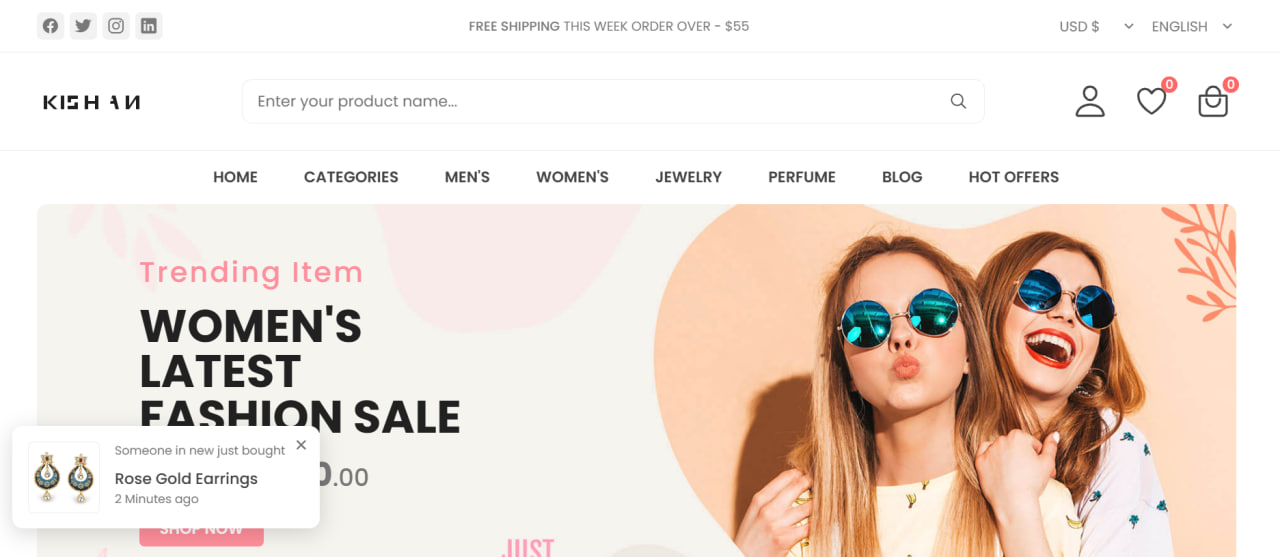 FREE SHIPPING THIS WEEK ORDER OVER - $55
USD $
ENGLISH
KISHAN
Enter your product name...
0
0
HOME
CATEGORIES
MEN'S
WOMEN'S
JEWELRY
PERFUME
BLOG
HOT OFFERS
Trending Item
WOMEN'S
LATEST
FASHION SALE
.00
Someone in new just bought
Rose Gold Earrings
2 Minutes ago
SHOP NOW
JUST